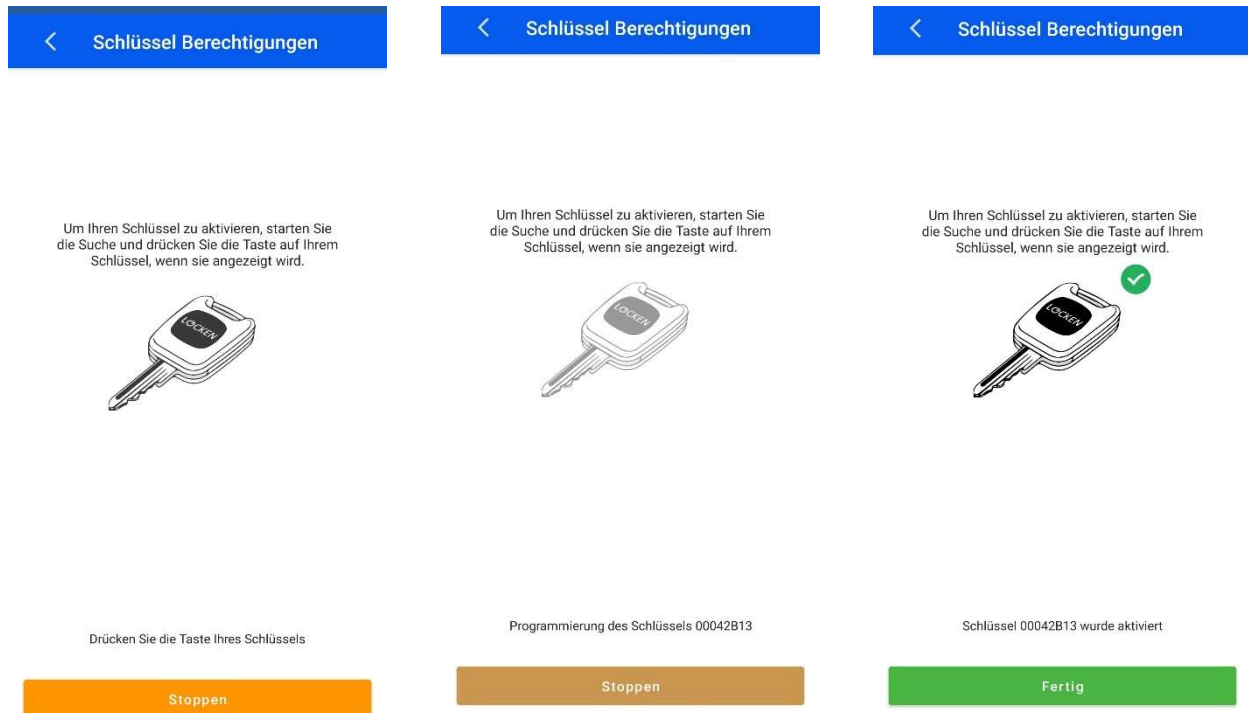 Schlüssel Berechtigungen
Um Ihren Schlüssel zu aktivieren, starten Sie
die Suche und drücken Sie die Taste auf Ihrem
Schlüssel, wenn sie angezeigt wird.
LOCKEN
Drücken Sie die Taste Ihres Schlüssels
Stoppen
Schlüssel Berechtigungen
Um Ihren Schlüssel zu aktivieren, starten Sie
die Suche und drücken Sie die Taste auf Ihrem
Schlüssel, wenn sie angezeigt wird.
LOCKEN
Programmierung des Schlüssels 00042B13
Stoppen
Schlüssel Berechtigungen
Um Ihren Schlüssel zu aktivieren, starten Sie
die Suche und drücken Sie die Taste auf Ihrem
Schlüssel, wenn sie angezeigt wird.
LOCKEN
Schlüssel 00042B13 wurde aktiviert
Fertig